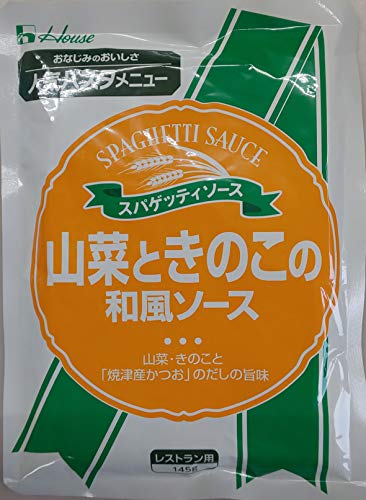 House
おなじみのおいしさ
人気パスタメニュー
SPAGHETTI SAUCE
スパゲッティソース
山菜ときのこの
和風ソース
山菜・きのこと
「焼津産かつお」のだしの旨味
レストラン用
145g